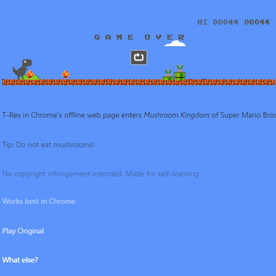 HI 00044 00044
GAME OVER
T-Rex in Chrome's offline web page enters Mushroom Kingdom of Super Mario Bros
Tip: Do not eat mushrooms!
No copyright infringement intended. Made for self-learning
Works best in Chrome
Play Original
What else?